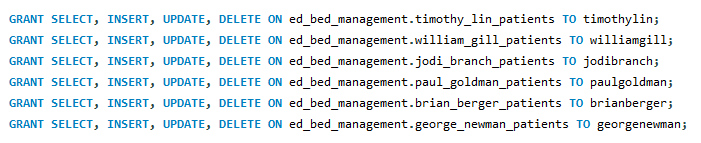 GRANT SELECT, INSERT, UPDATE, DELETE ON ed_bed_management.timothy_lin_patients TO timothylin;
GRANT SELECT, INSERT, UPDATE, DELETE ON ed_bed_management.william_gill_patients TO williamgill;
GRANT SELECT, INSERT, UPDATE, DELETE ON ed_bed_management.jodi_branch_patients TO jodibranch;
GRANT SELECT, INSERT, UPDATE, DELETE ON ed_bed_management.paul_goldman_patients TO paulgoldman;
GRANT SELECT, INSERT, UPDATE, DELETE ON ed_bed_management.brian_berger_patients TO brianberger;
GRANT SELECT, INSERT, UPDATE, DELETE ON ed_bed_management.george_newman_patients TO georgenewman;